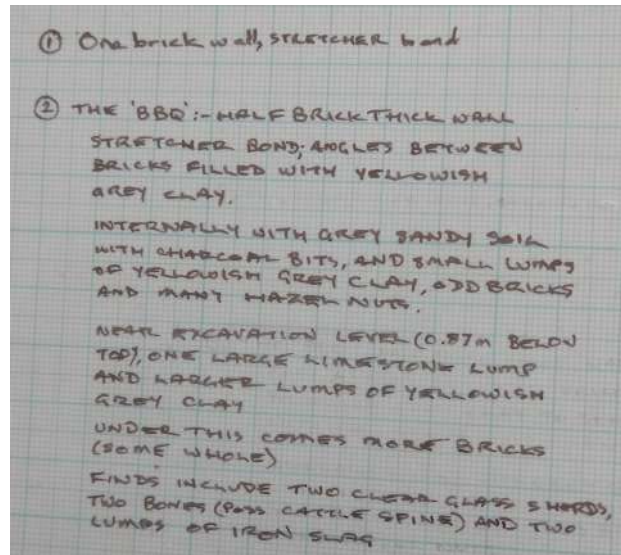 ① One brick wall, STRETCHER bond
② THE 'BBQ':- HALF BRICK THICK WALL
STRETCHER BOND; ANGLES BETWEEN
BRICKS FILLED WITH YELLOWISH
GREY CLAY.
INTERNALLY WITH GREY SANDY SOIL
WITH CHARCOAL BITS, AND SMALL LUMPS
OF YELLOWISH GREY CLAY, ODD BRICKS
AND MANY HAZEL NUTS.
NEAR EXCAVATION LEVEL (0.87m BELOW
TOP), ONE LARGE LIMESTONE LUMP
AND LARGER LUMPS OF YELLOWISH
GREY CLAY
UNDER THIS COMES MORE BRICKS
(SOME WHOLE)
FINDS INCLUDE TWO CLEAR GLASS SHERDS,
TWO BONES (POSS CATTLE SPINE) AND TWO
LUMPS OF IRON SLAG